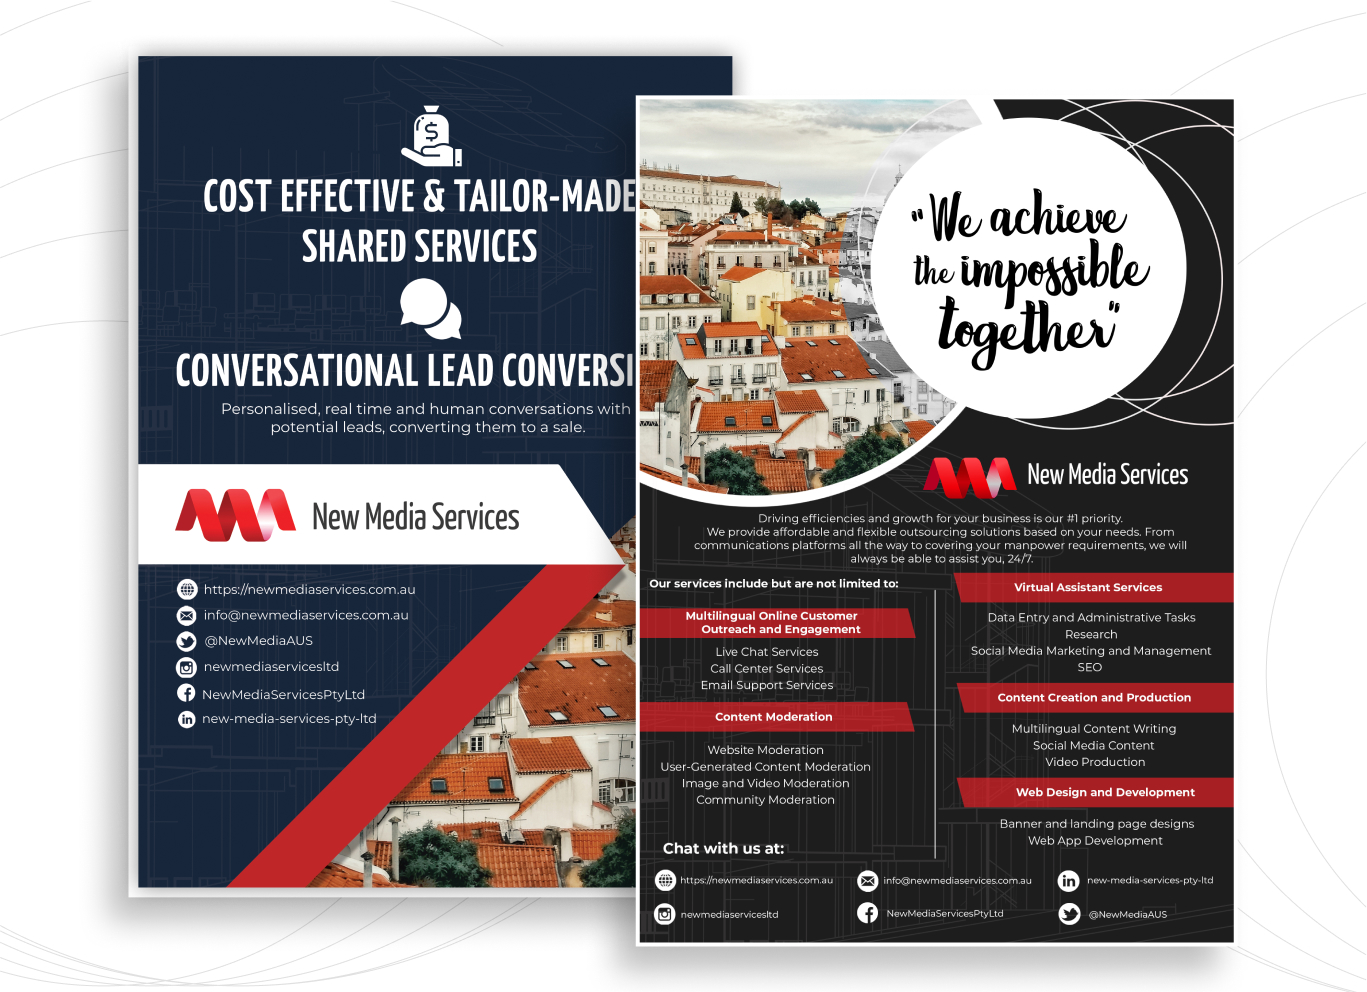 COST EFFECTIVE & TAILOR-MADE
SHARED SERVICES
CONVERSATIONAL LEAD CONVERSI
Personalised, real time and human conversations with
potential leads, converting them to a sale.
New Media Services
https://newmediaservices.com.au
info@newmediaservices.com.au
@NewMediaAUS
newmediaservicesltd
NewMediaServicesPtyLtd
new-media-services-pty-ltd
"We achieve
the impossible
together"
New Media Services
Driving efficiencies and growth for your business is our #1 priority.
We provide affordable and flexible outsourcing solutions based on your needs. From
communications platforms all the way to covering your manpower requirements, we will
always be able to assist you, 24/7.
Our services include but are not limited to:
Multilingual Online Customer
Outreach and Engagement
Live Chat Services
Call Center Services
Email Support Services
Content Moderation
Website Moderation
User-Generated Content Moderation
Image and Video Moderation
Community Moderation
Virtual Assistant Services
Data Entry and Administrative Tasks
Research
Social Media Marketing and Management
SEO
Content Creation and Production
Multilingual Content Writing
Social Media Content
Video Production
Web Design and Development
Banner and landing page designs
Web App Development
Chat with us at:
https://newmediaservices.com.au
info@newmediaservices.com.au
new-media-services-pty-ltd
newmediaservicesltd
NewMediaServicesPtyLtd
@NewMediaAUS